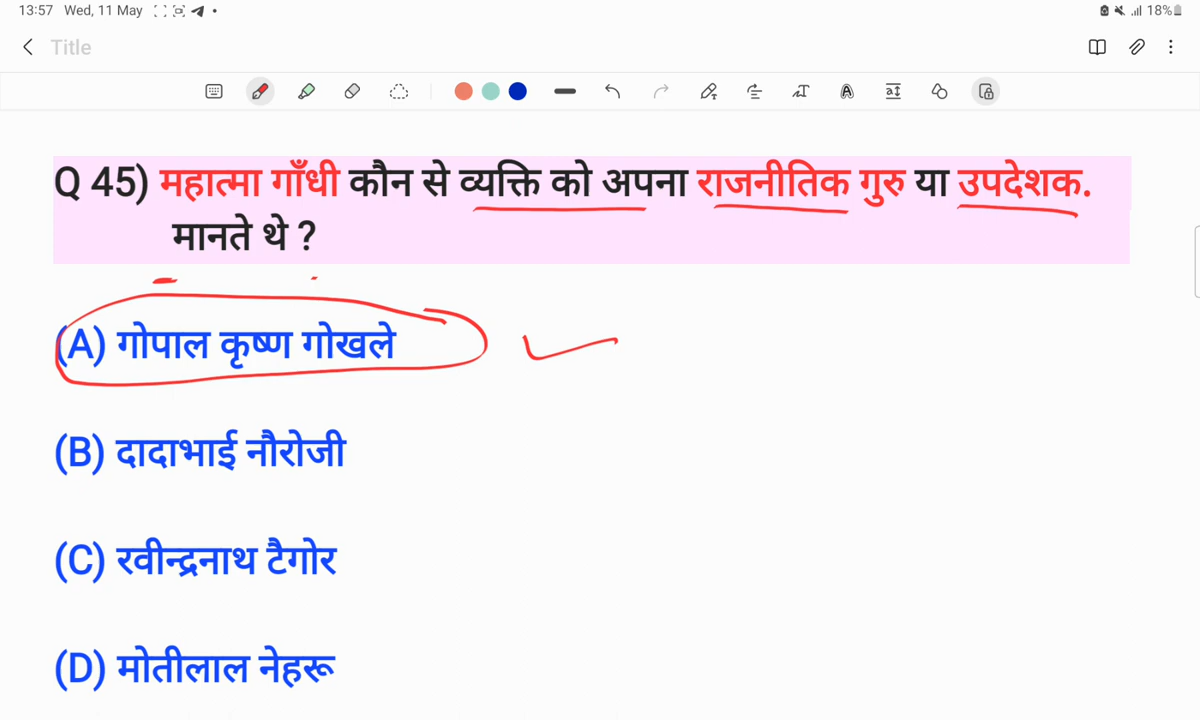 13:57 Wed, 11 May 18%
Title
Q 45) महात्मा गाँधी कौन से व्यक्ति को अपना राजनीतिक गुरु या उपदेशक.
मानते थे ?
(A) गोपाल कृष्ण गोखले
(B) दादाभाई नौरोजी
(C) रवीन्द्रनाथ टैगोर
(D) मोतीलाल नेहरू